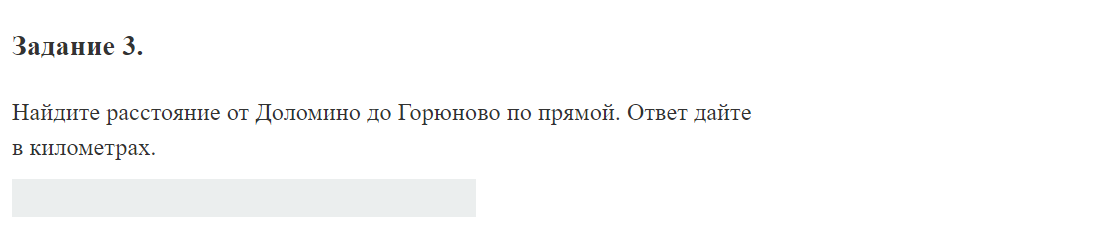 Задание 3.
Найдите расстояние от Доломино до Горюново по прямой. Ответ дайте
в километрах.